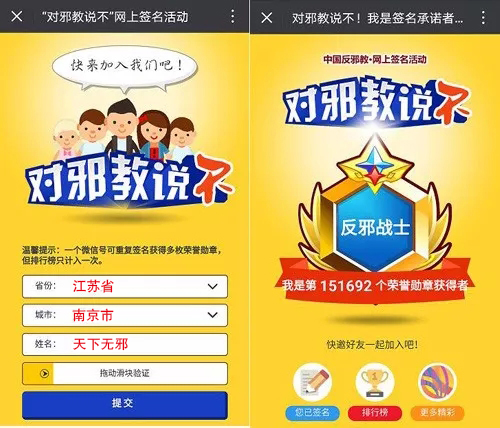 “对邪教说不”网上签名活动
快来加入我们吧！
对邪教说不
温馨提示：一个微信号可重复签名获得多枚荣誉勋章，
但排行榜只计入一次。
省份：
江苏省
城市：
南京市
姓名：
天下无邪
拖动滑块验证
提交
对邪教说不！我是签名承诺者...
中国反邪教·网上签名活动
对邪教说不
反邪战士
我是第 151692 个荣誉勋章获得者
快邀好友一起加入吧！
您已签名
排行榜
更多精彩